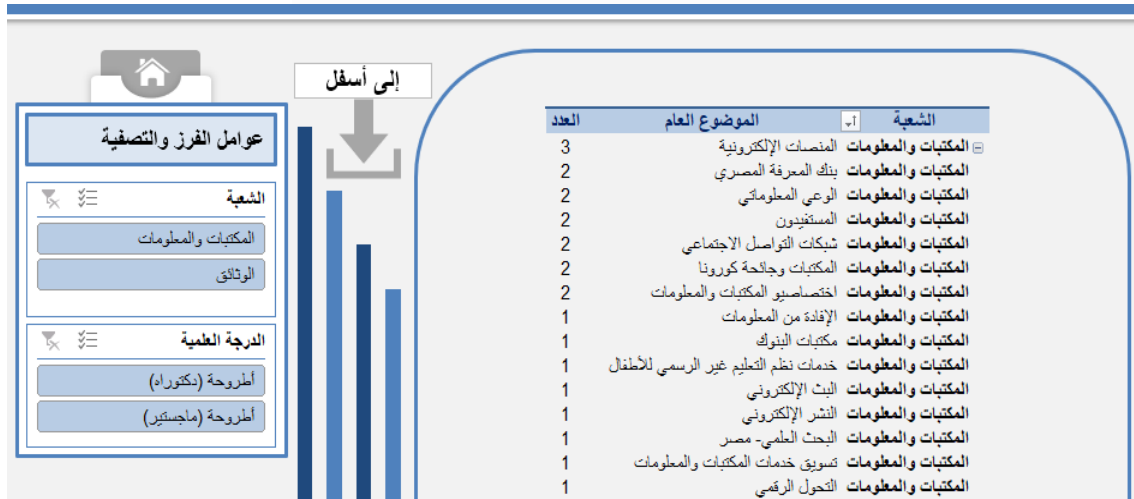 إلى أسفل
عوامل الفرز والتصفية
الشعبة
المكتبات والمعلومات
الوثائق
الدرجة العلمية
أطروحة (دكتوراه)
أطروحة (ماجستير)
الشعبة الموضوع العام العدد
المكتبات والمعلومات المنصات الإلكترونية 3
المكتبات والمعلومات بنك المعرفة المصري 2
المكتبات والمعلومات الوعي المعلوماتي 2
المكتبات والمعلومات المستفيدون 2
المكتبات والمعلومات شبكات التواصل الاجتماعي 2
المكتبات والمعلومات المكتبات وجائحة كورونا 2
المكتبات والمعلومات اختصاصيو المكتبات والمعلومات 2
المكتبات والمعلومات الإفادة من المعلومات 1
المكتبات والمعلومات مكتبات البنوك 1
المكتبات والمعلومات خدمات نظم التعليم غير الرسمي للأطفال 1
المكتبات والمعلومات البث الإلكتروني 1
المكتبات والمعلومات النشر الإلكتروني 1
المكتبات والمعلومات البحث العلمي- مصر 1
المكتبات والمعلومات تسويق خدمات المكتبات والمعلومات 1
المكتبات والمعلومات التحول الرقمي 1